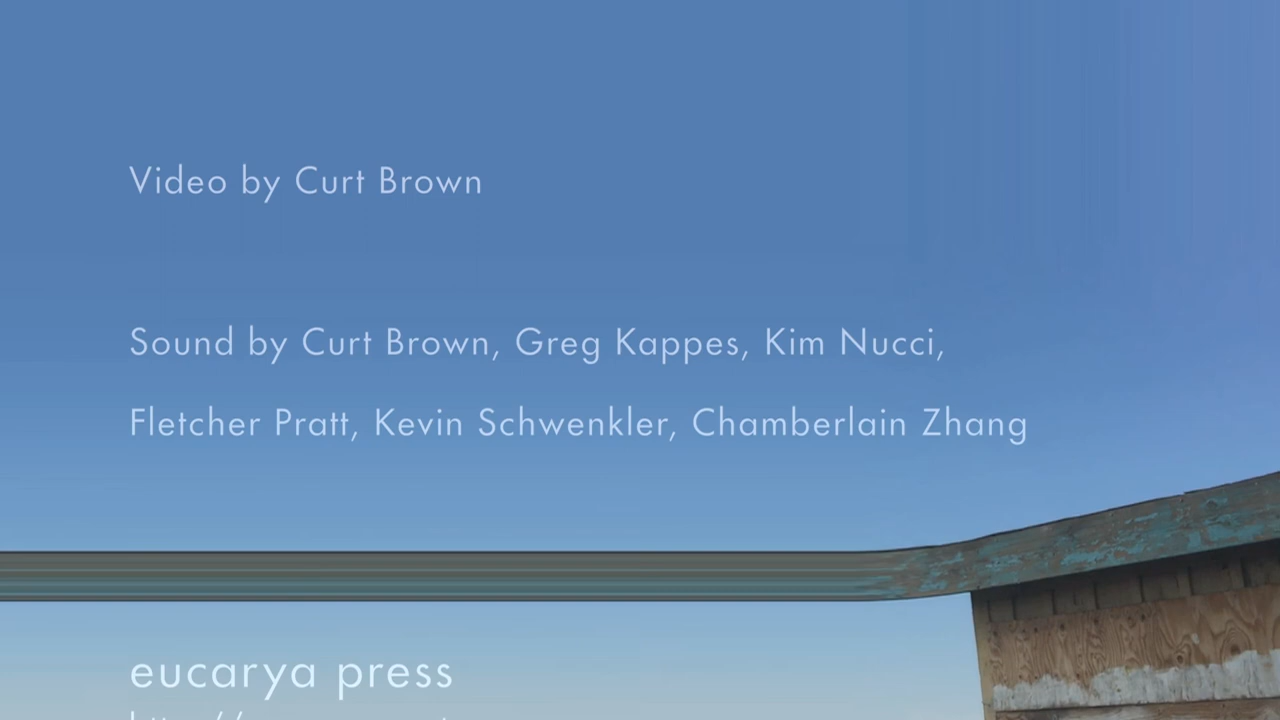 Video by Curt Brown
Sound by Curt Brown, Greg Kappes, Kim Nucci,
Fletcher Pratt, Kevin Schwenkler, Chamberlain Zhang
eucarya press